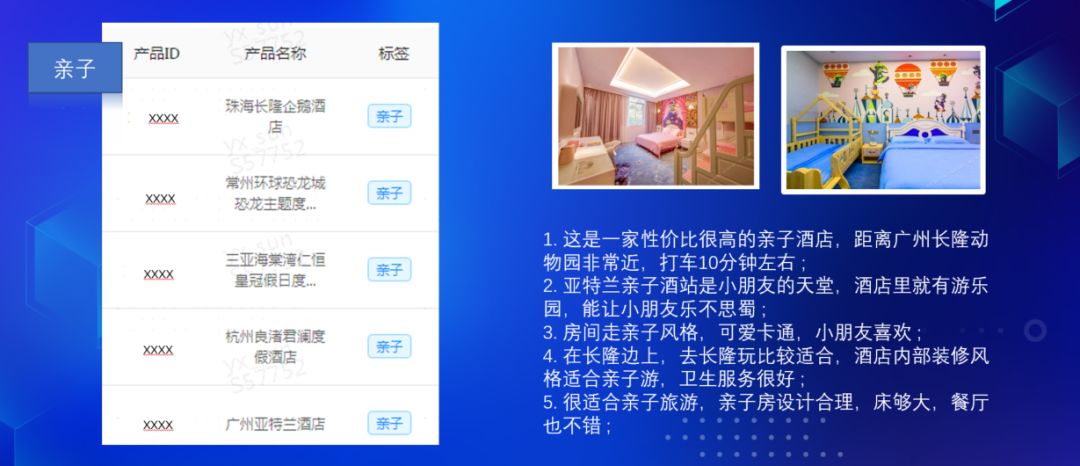 亲子
产品ID 产品名称 标签
xxxx 珠海长隆企鹅酒
店 亲子
xxxx 常州环球恐龙城
恐龙主题度... 亲子
xxxx 三亚海棠湾仁恒
皇冠假日度... 亲子
xxxx 杭州良渚君澜度
假酒店 亲子
xxxx 广州亚特兰酒店 亲子
yx_sun
S57752
yx_sun
S57752
yx_sun
yx_sun
S57752
1. 这是一家性价比很高的亲子酒店，距离广州长隆动
物园非常近，打车10分钟左右；
2. 亚特兰亲子酒站是小朋友的天堂，酒店里就有游乐
园，能让小朋友乐不思蜀；
3. 房间走亲子风格，可爱卡通，小朋友喜欢；
4. 在长隆边上，去长隆玩比较适合，酒店内部装修风
格适合亲子游，卫生服务很好；
5. 很适合亲子旅游，亲子房设计合理，床够大，餐厅
也不错；